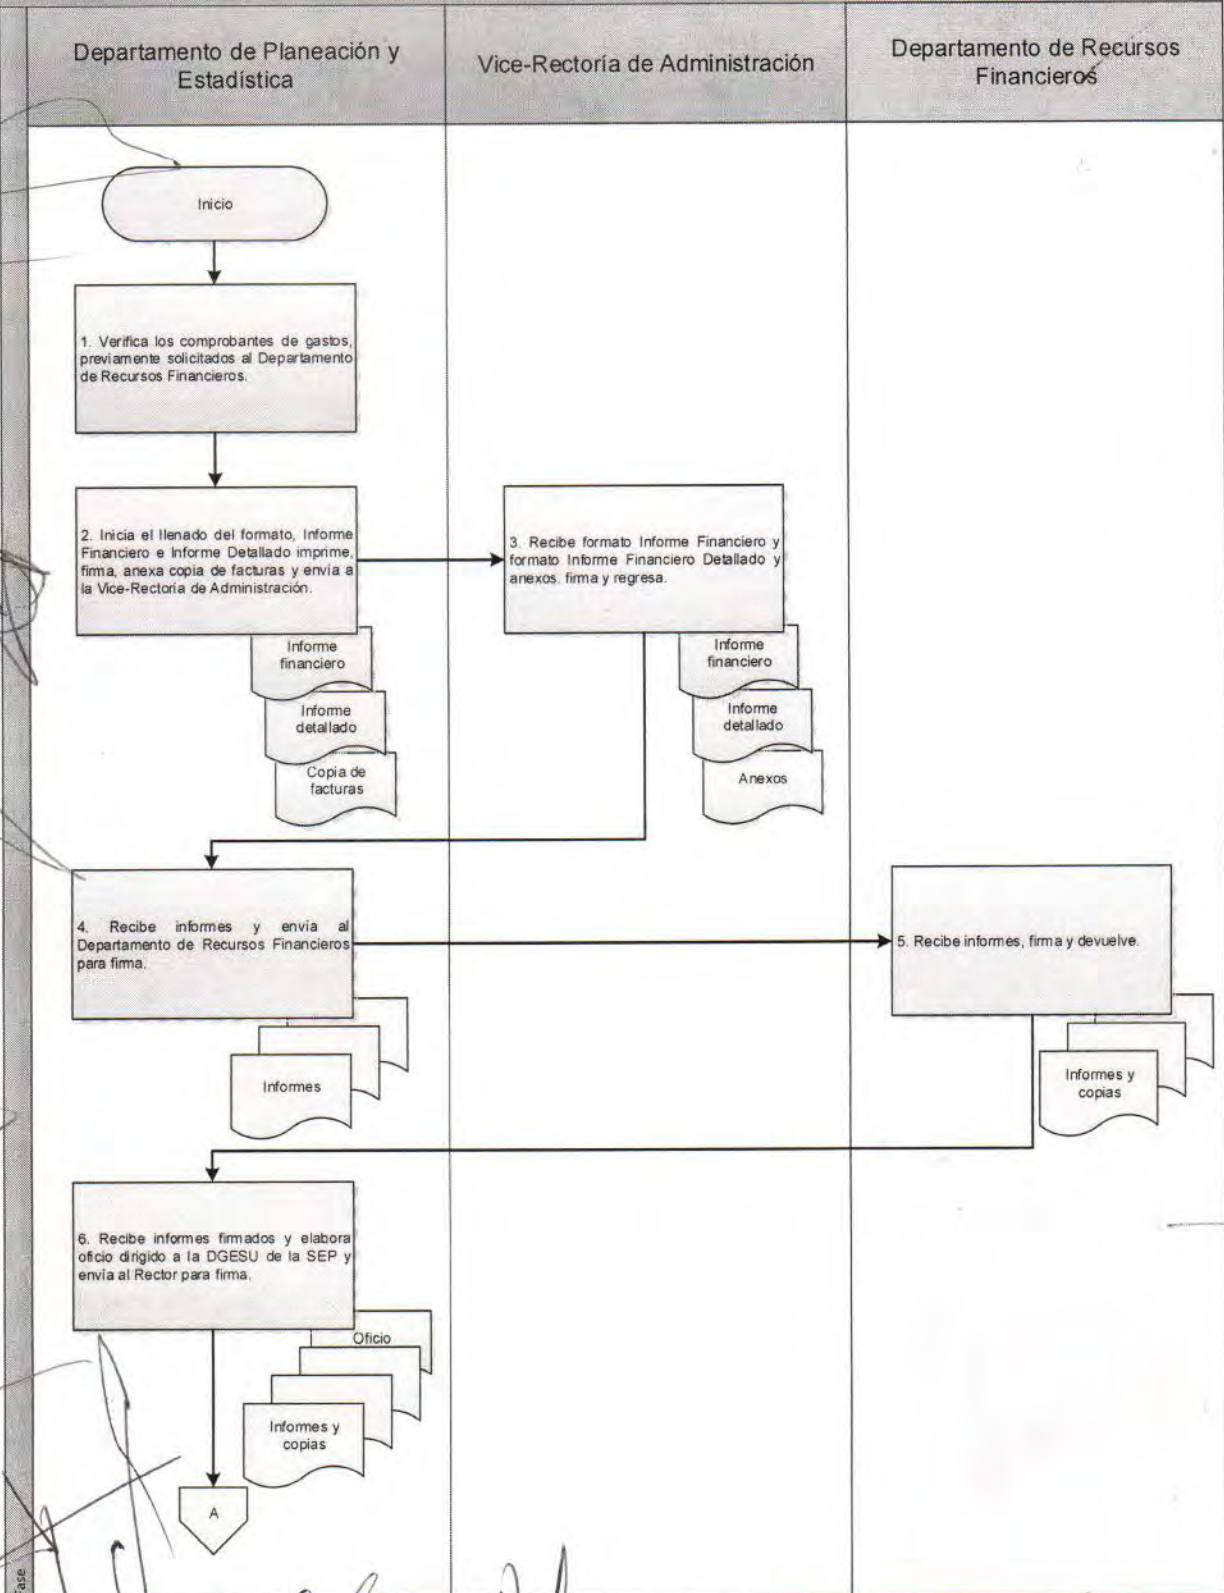 Departamento de Planeación y
Estadística
Vice-Rectoría de Administración
Departamento de Recursos
Financieros
Inicio
1. Verifica los comprobantes de gastos,
previamente solicitados al Departamento
de Recursos Financieros.
2. Inicia el llenado del formato, Informe
Financiero e Informe Detallado imprime,
firma, anexa copia de facturas y envía a
la Vice-Rectoría de Administración.
3. Recibe formato Informe Financiero y
formato Informe Financiero Detallado y
anexos. firma y regresa.
Informe
financiero
Informe
detallado
Copia de
facturas
Informe
financiero
Informe
detallado
Anexos
4. Recibe informes y envía al
Departamento de Recursos Financieros
para firma.
5. Recibe informes, firma y devuelve.
Informes
Informes y
copias
6. Recibe informes firmados y elabora
oficio dirigido a la DGESU de la SEP y
envía al Rector para firma.
Oficio
Informes y
copias
A
Fase